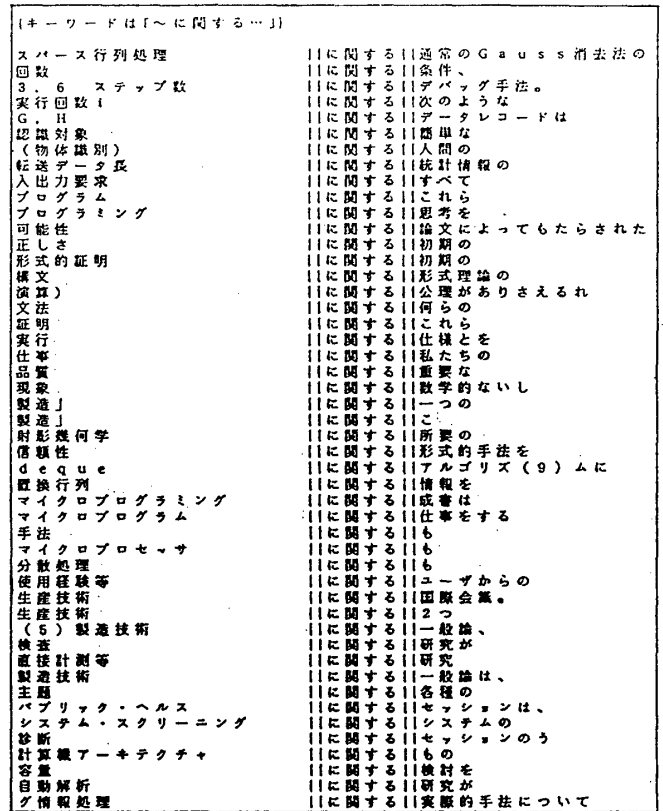 {キーワードは「～に関する…」}
スパース行列処理 ||に関する||通常のGauss消去法の
回数 ||に関する||条件、
3.6 ステップ数 ||に関する||デバッグ手法。
実行回数i ||に関する||次のような
G,H ||に関する||データレコードは
認識対象 ||に関する||簡単な
(物体識別) ||に関する||人間の
転送データ長 ||に関する||統計情報の
入出力要求 ||に関する||すべて
プログラム ||に関する||これら
プログラミング ||に関する||思考を
可能性 ||に関する||論文によってもたらされた
正しさ ||に関する||初期の
形式的証明 ||に関する||初期の
構文 ||に関する||形式理論の
演算) ||に関する||公理がありさえるれ
文法 ||に関する||何らの
証明 ||に関する||これら
実行 ||に関する||仕様とを
仕事 ||に関する||私たちの
品質 ||に関する||重要な
現象 ||に関する||数学的ないし
製造」 ||に関する||一つの
製造」 ||に関する||こ
射影幾何学 ||に関する||所要の
信頼性 ||に関する||形式的手法を
deque ||に関する||アルゴリズ(9)ムに
置換行列 ||に関する||情報を
マイクロプログラミング ||に関する||成書は
マイクロプログラム ||に関する||仕事をする
手法 ||に関する||も
マイクロプロセッサ ||に関する||も
分散処理 ||に関する||も
使用経験等 ||に関する||ユーザからの
生産技術 ||に関する||国際会議。
生産技術 ||に関する||2つ
(5)製造技術 ||に関する||一般論、
検査 ||に関する||研究が
直接計測等 ||に関する||研究
製造技術 ||に関する||一般論は、
主題 ||に関する||各種の
パブリック・ヘルス ||に関する||セッションは、
システム・スクリーニング ||に関する||システムの
診断 ||に関する||セッションのう
計算機アーキテクチャ ||に関する||もの
容量 ||に関する||検討を
自動解析 ||に関する||研究が
グ情報処理 ||に関する||実際的手法について